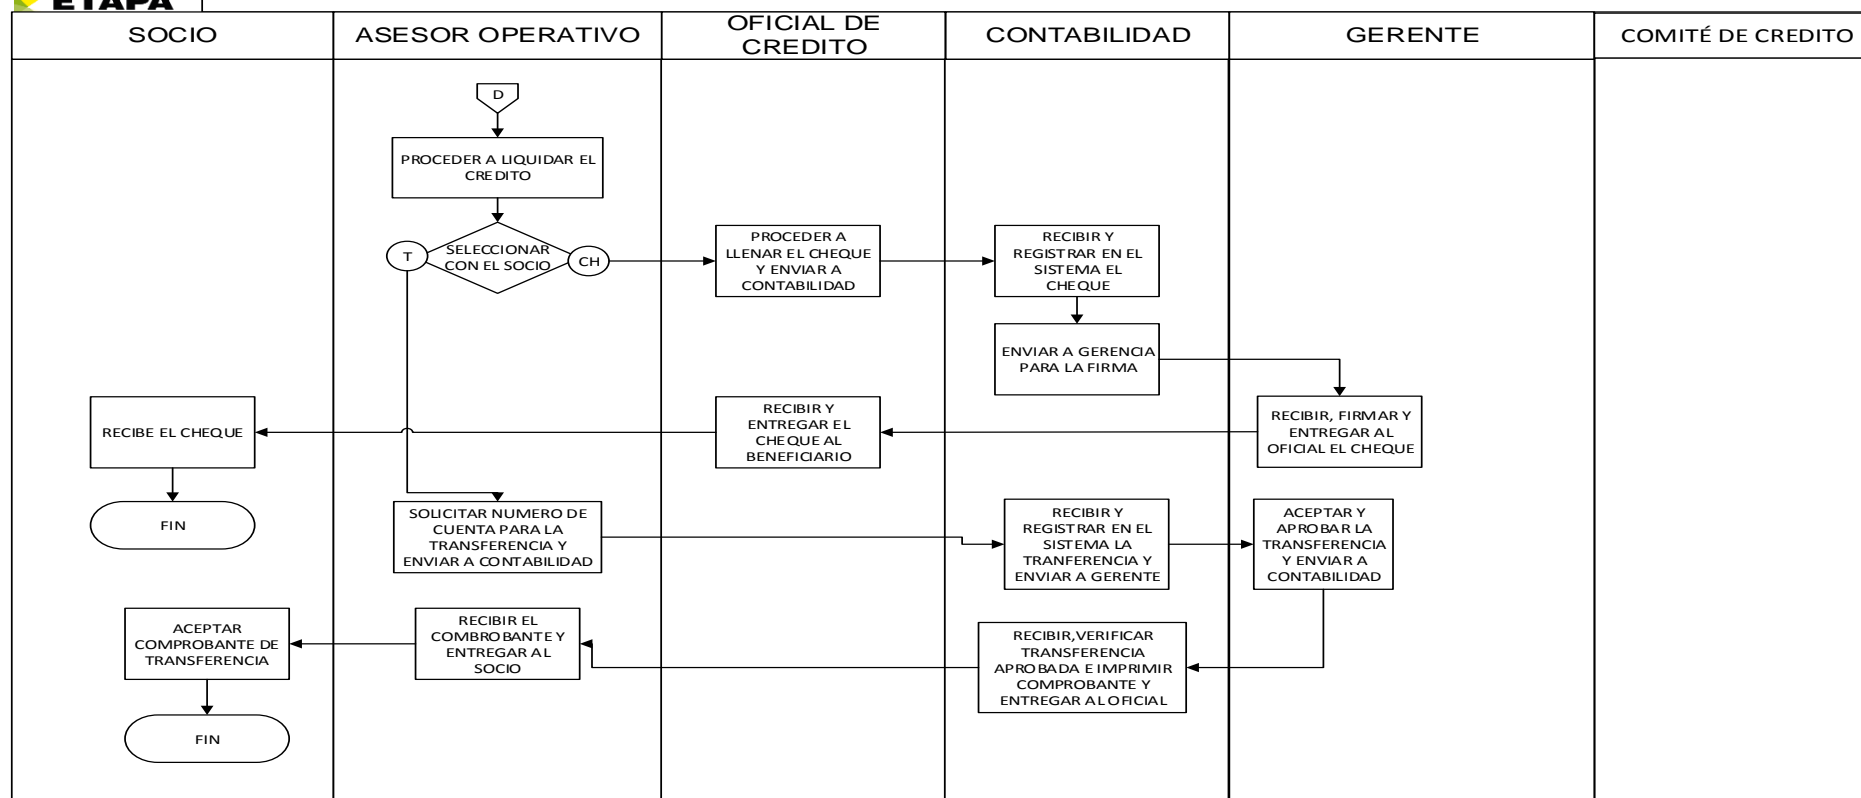 ETAPA
SOCIO
ASESOR OPERATIVO
OFICIAL DE
CREDITO
CONTABILIDAD
GERENTE
COMITÉ DE CREDITO
D
PROCEDER A LIQUIDAR EL
CREDITO
T
SELECCIONAR
CON EL SOCIO
CH
PROCEDER A
LLENAR EL CHEQUE
Y ENVIAR A
CONTABILIDAD
RECIBIR Y
REGISTRAR EN EL
SISTEMA EL
CHEQUE
ENVIAR A GERENCIA
PARA LA FIRMA
RECIBE EL CHEQUE
RECIBIR Y
ENTREGAR EL
CHEQUE AL
BENEFICIARIO
RECIBIR, FIRMAR Y
ENTREGAR AL
OFICIAL EL CHEQUE
FIN
SOLICITAR NUMERO DE
CUENTA PARA LA
TRANSFERENCIA Y
ENVIAR A CONTABILIDAD
RECIBIR Y
REGISTRAR EN EL
SISTEMA LA
TRANFERENCIA Y
ENVIAR A GERENTE
ACEPTAR Y
APROBAR LA
TRANSFERENCIA
Y ENVIAR A
CONTABILIDAD
ACEPTAR
COMPROBANTE DE
TRANSFERENCIA
RECIBIR EL
COMBROBANTE Y
ENTREGAR AL
SOCIO
RECIBIR,VERIFICAR
TRANSFERENCIA
APROBADA E IMPRIMIR
COMPROBANTE Y
ENTREGAR AL OFICIAL
FIN